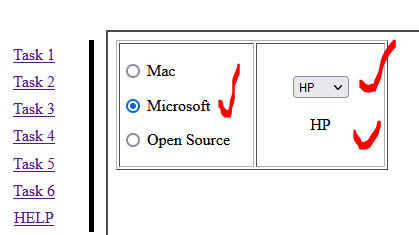 Task 1
Task 2
Task 3
Task 4
Task 5
Task 6
HELP
Mac
Microsoft
Open Source
HP
HP